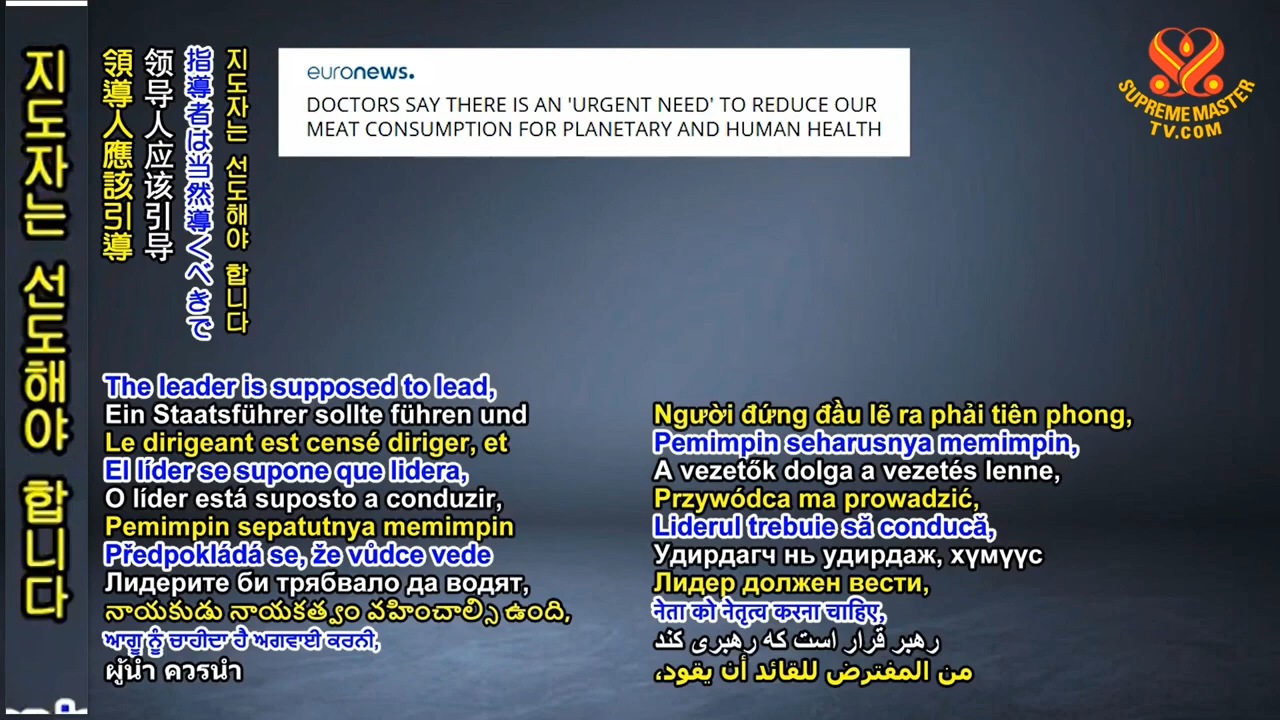 지도자는 선도해야 합니다
領導人應該引導
领导人应该引导
指導者は当然導くべきで
지도자는 선도해야 합니다
euronews.
DOCTORS SAY THERE IS AN 'URGENT NEED' TO REDUCE OUR
MEAT CONSUMPTION FOR PLANETARY AND HUMAN HEALTH
SUPREME MASTER
TV.COM
The leader is supposed to lead,
Ein Staatsführer sollte führen und
Le dirigeant est censé diriger, et
El líder se supone que lidera,
O líder está suposto a conduzir,
Pemimpin sepatutnya memimpin
Předpokládá se, že vůdce vede
Лидерите би трябвало да водят,
నాయకుడు నాయకత్వం వహించాల్సి ఉంది,
ਆਗੂ ਨੂੰ ਚਾਹੀਦਾ ਹੈ ਅਗਵਾਈ ਕਰਨੀ,
ผู้นำ ควรนำ
Người đứng đầu lẽ ra phải tiên phong,
Pemimpin seharusnya memimpin,
A vezetők dolga a vezetés lenne,
Przywódca ma prowadzić,
Liderul trebuie să conducă,
Удирдагч нь удирдаж, хүмүүс
Лидер должен вести,
नेता को नेतृत्व करना चाहिए,
رهبر قرار است که رهبری کند
من المفترض للقائد أن يقود،